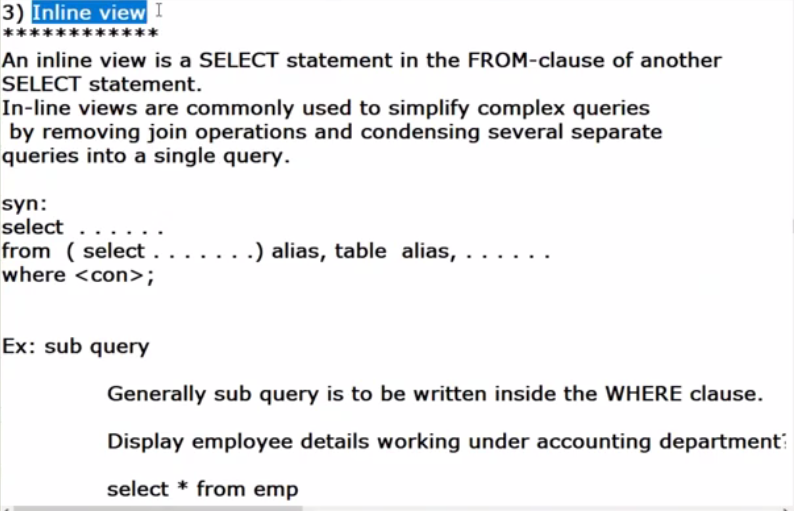 3) Inline view
************
An inline view is a SELECT statement in the FROM-clause of another
SELECT statement.
In-line views are commonly used to simplify complex queries
by removing join operations and condensing several separate
queries into a single query.
syn:
select . . . . . .
from ( select . . . . . . .) alias, table alias, . . . . . .
where <con>;
Ex: sub query
Generally sub query is to be written inside the WHERE clause.
Display employee details working under accounting department?
select * from emp